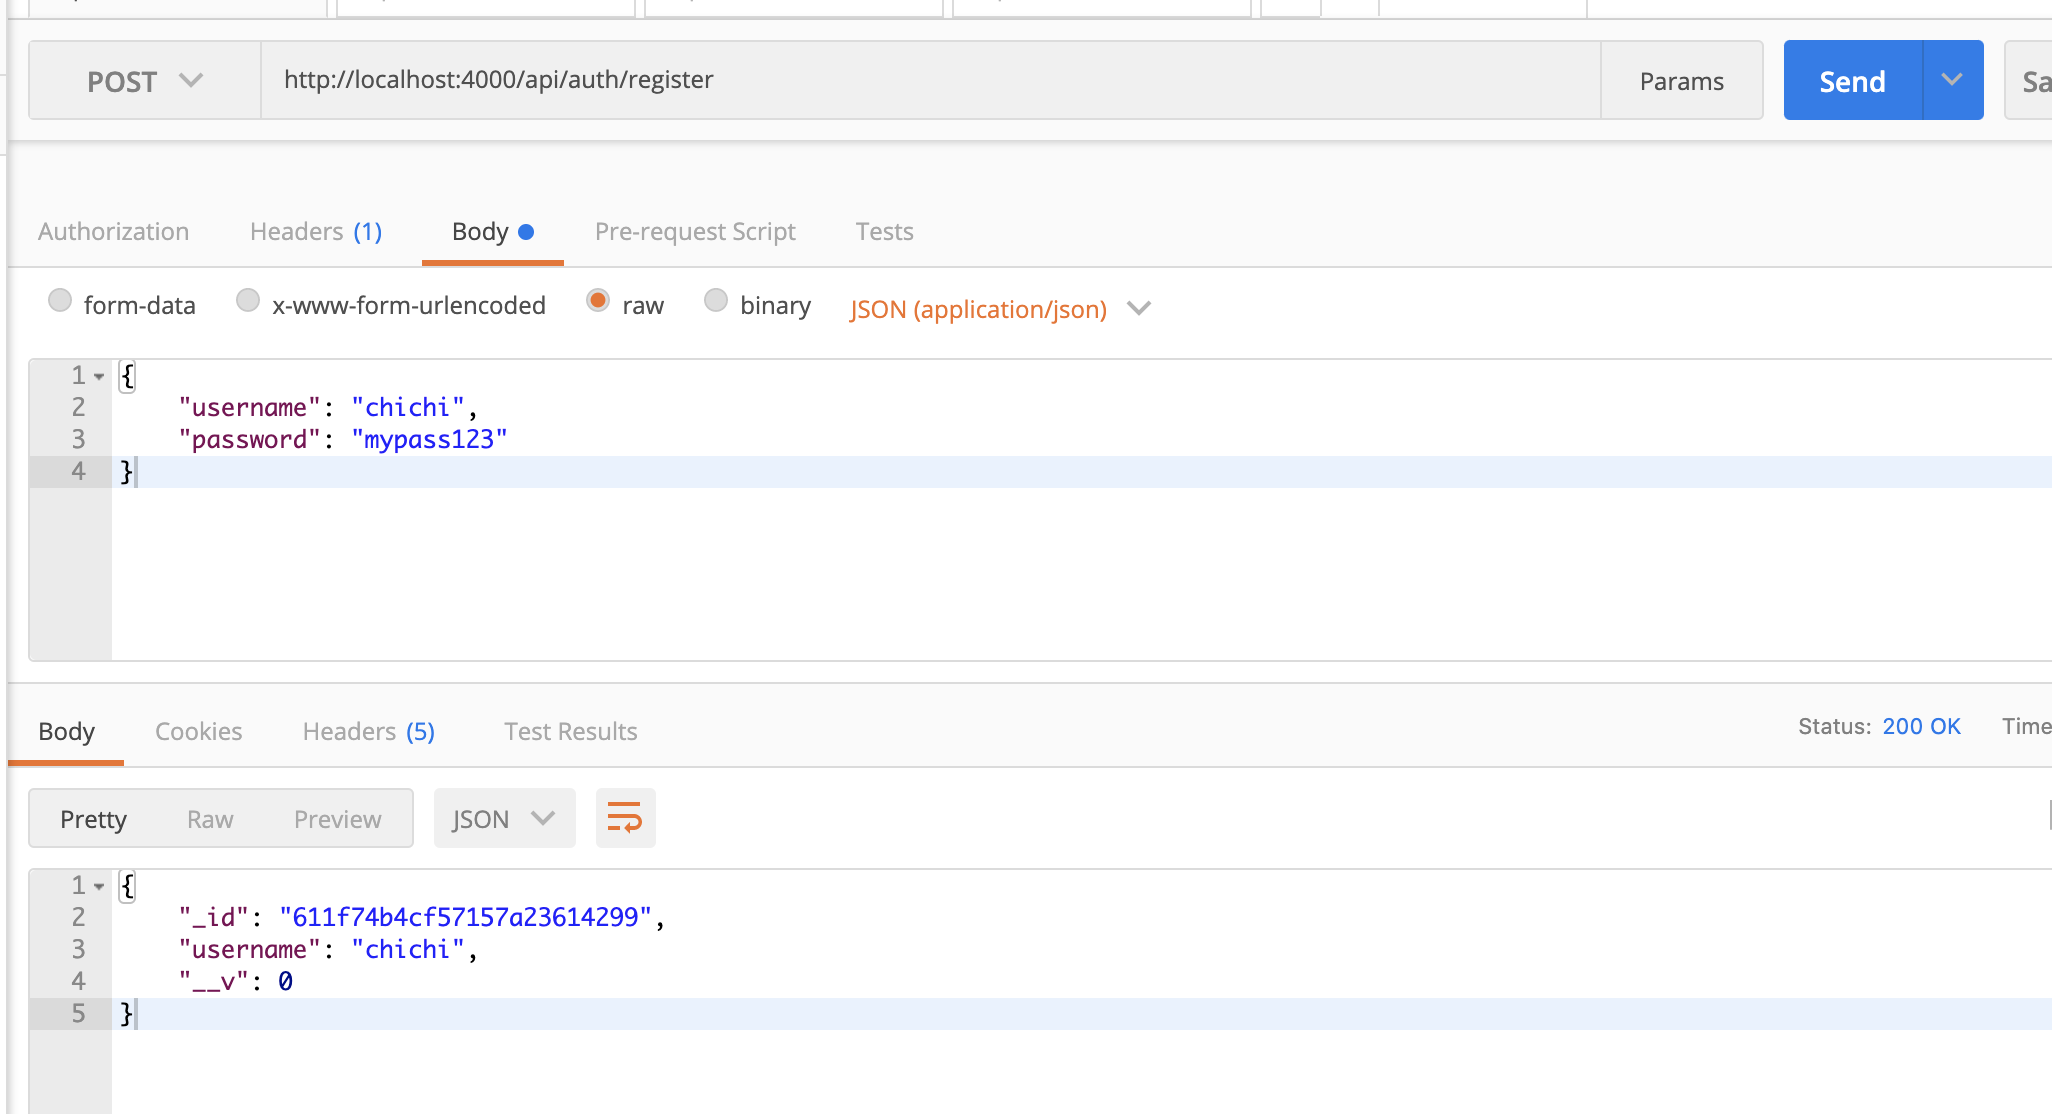 POST http://localhost:4000/api/auth/register Params Send
Authorization Headers (1) Body Pre-request Script Tests
form-data x-www-form-urlencoded raw binary JSON (application/json)
1 {
2 "username": "chichi",
3 "password": "mypass123"
4 }
Body Cookies Headers (5) Test Results Status: 200 OK Time
Pretty Raw Preview JSON
1 {
2 "_id": "611f74b4cf57157a23614299",
3 "username": "chichi",
4 "__v": 0
5 }